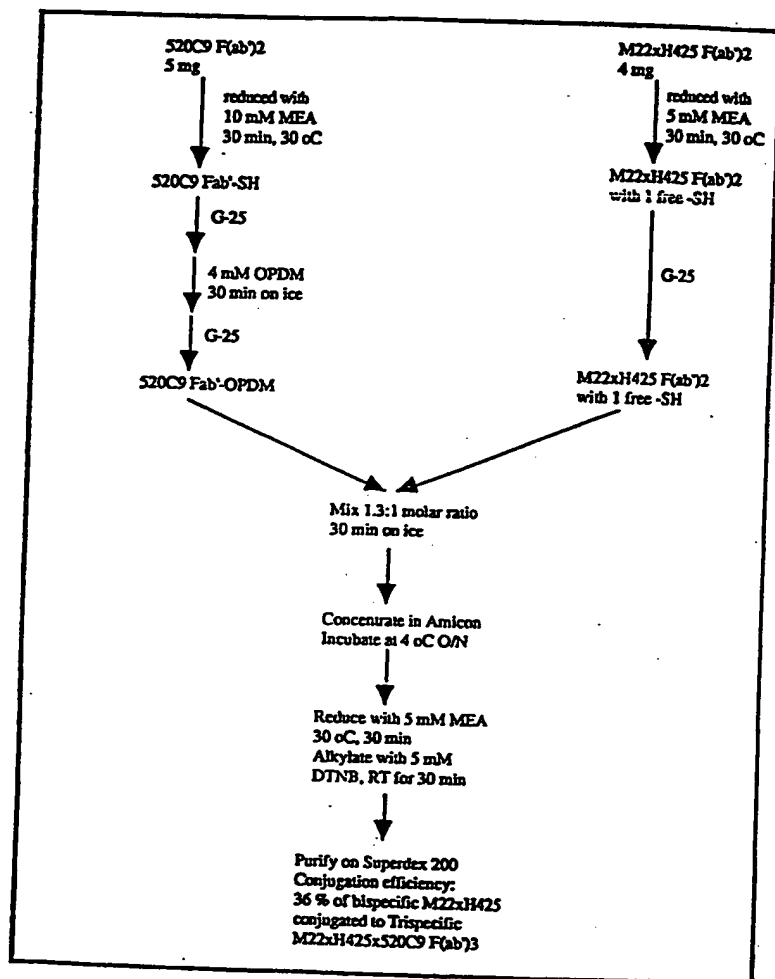 520C9 F(ab')2
5 mg
reduced with
10 mM MEA
30 min, 30 oC
520C9 Fab'-SH
G-25
4 mM OPDM
30 min on ice
G-25
520C9 Fab'-OPDM
M22xH425 F(ab')2
4 mg
reduced with
5 mM MEA
30 min, 30 oC
M22xH425 F(ab')2
with 1 free -SH
G-25
M22xH425 F(ab')2
with 1 free -SH
Mix 1.3:1 molar ratio
30 min on ice
Concentrate in Amicon
Incubate at 4 oC O/N
Reduce with 5 mM MEA
30 oC, 30 min
Alkylate with 5 mM
DTNB, RT for 30 min
Purify on Superdex 200
Conjugation efficiency:
36 % of bispecific M22xH425
conjugated to Trispecific
M22xH425x520C9 F(ab')3